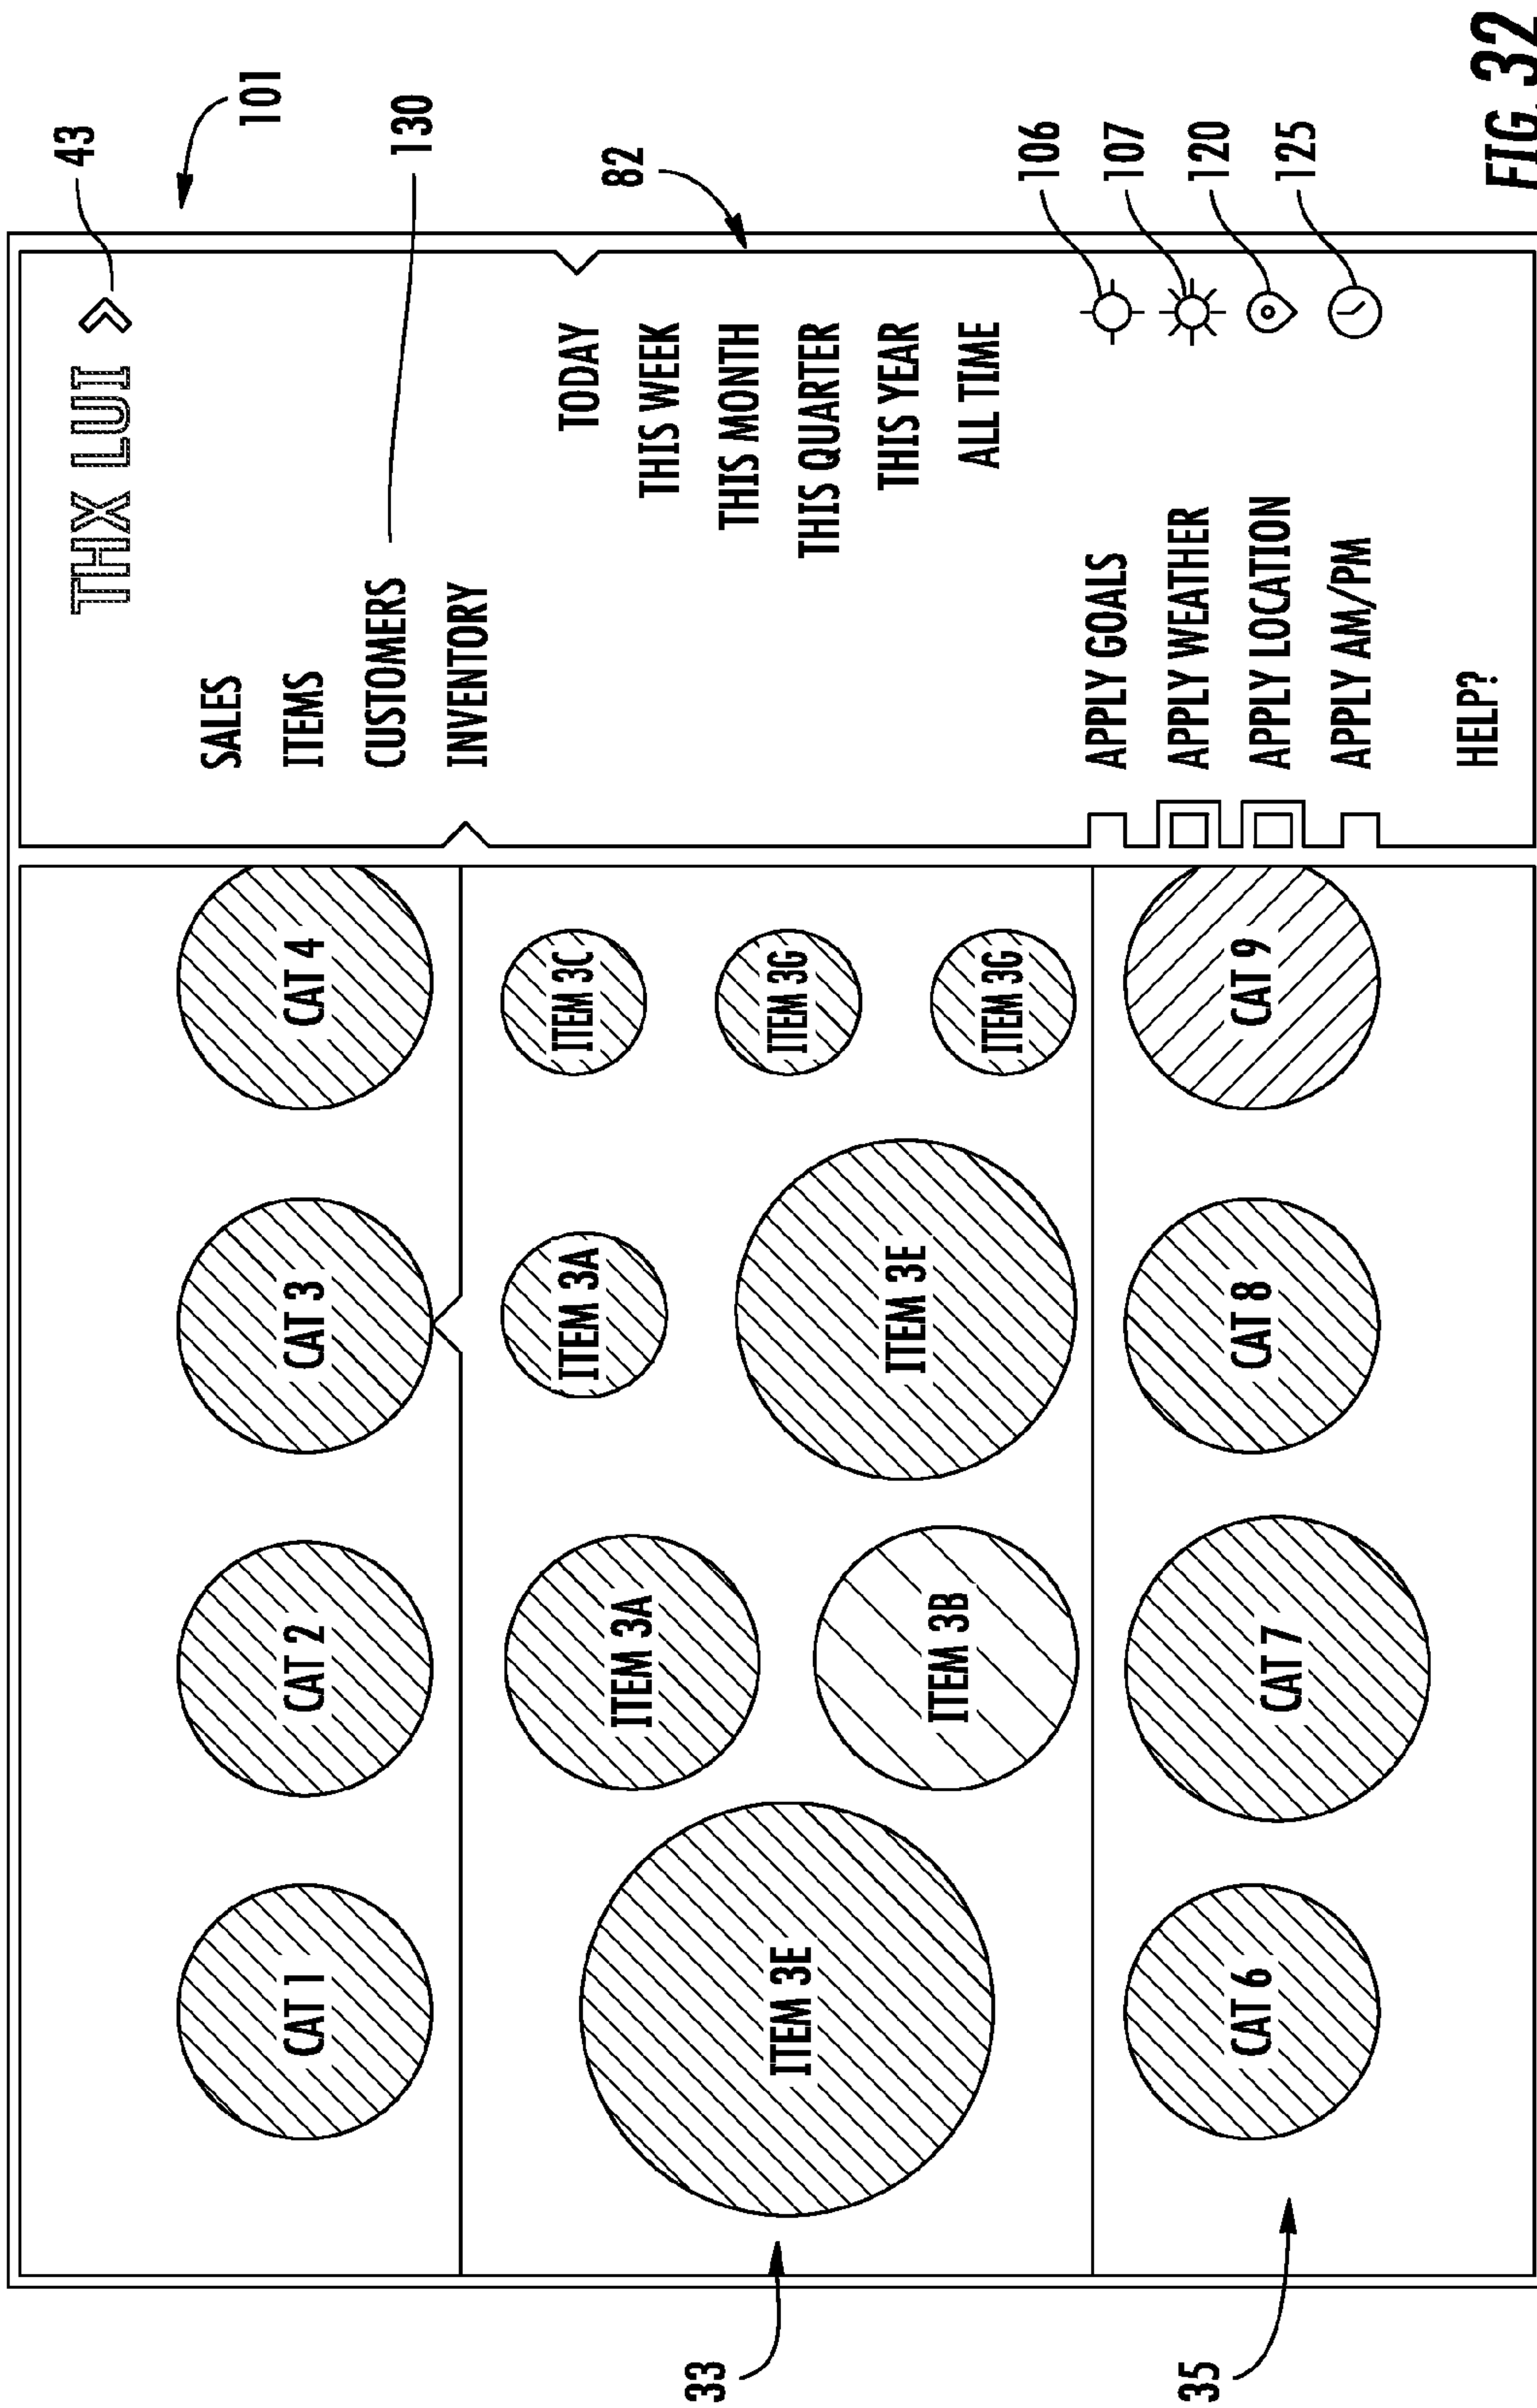 THX LUI
43
101
SALES
ITEMS
CUSTOMERS
INVENTORY
130
CAT 1
CAT 2
CAT 3
CAT 4
33
ITEM 3E
ITEM 3A
ITEM 3B
ITEM 3A
ITEM 3E
ITEM 3C
ITEM 3G
ITEM 3G
TODAY
THIS WEEK
THIS MONTH
THIS QUARTER
THIS YEAR
ALL TIME
82
35
CAT 6
CAT 7
CAT 8
CAT 9
APPLY GOALS
106
APPLY WEATHER
107
APPLY LOCATION
120
APPLY AM/PM
125
HELP?
FIG. 32